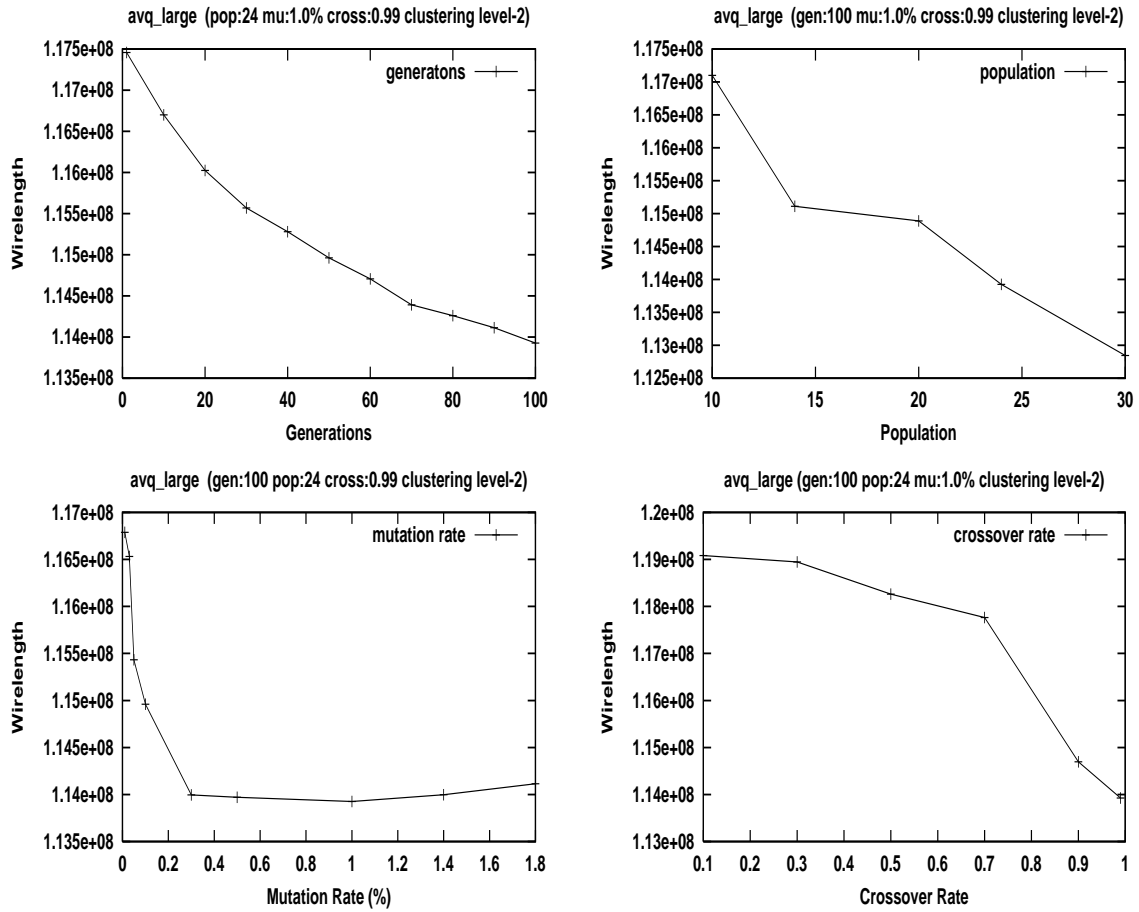 avq_large (pop:24 mu:1.0% cross:0.99 clustering level-2)
1.175e+08
1.17e+08
1.165e+08
1.16e+08
1.155e+08
1.15e+08
1.145e+08
1.14e+08
1.135e+08
Wirelength
generatons
0 20 40 60 80 100
Generations
avq_large (gen:100 mu:1.0% cross:0.99 clustering level-2)
1.175e+08
1.17e+08
1.165e+08
1.16e+08
1.155e+08
1.15e+08
1.145e+08
1.14e+08
1.135e+08
1.13e+08
1.125e+08
Wirelength
population
10 15 20 25 30
Population
avq_large (gen:100 pop:24 cross:0.99 clustering level-2)
1.17e+08
1.165e+08
1.16e+08
1.155e+08
1.15e+08
1.145e+08
1.14e+08
1.135e+08
Wirelength
mutation rate
0 0.2 0.4 0.6 0.8 1 1.2 1.4 1.6 1.8
Mutation Rate (%)
avq_large (gen:100 pop:24 mu:1.0% clustering level-2)
1.2e+08
1.19e+08
1.18e+08
1.17e+08
1.16e+08
1.15e+08
1.14e+08
1.13e+08
Wirelength
crossover rate
0.1 0.2 0.3 0.4 0.5 0.6 0.7 0.8 0.9 1
Crossover Rate